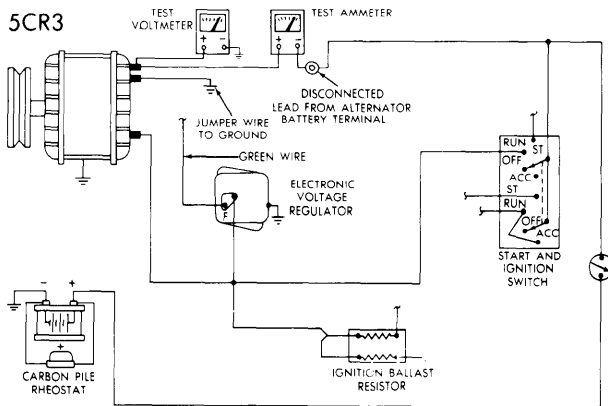 5CR3
TEST
VOLTMETER
+ -
TEST AMMETER
+ -
DISCONNECTED
LEAD FROM ALTERNATOR
BATTERY TERMINAL
JUMPER WIRE
TO GROUND
GREEN WIRE
ELECTRONIC
VOLTAGE
REGULATOR
F
RUN
ST
OFF
ACC
ST
RUN
OFF
ACC
START AND
IGNITION
SWITCH
- +
+
CARBON PILE
RHEOSTAT
IGNITION BALLAST
RESISTOR